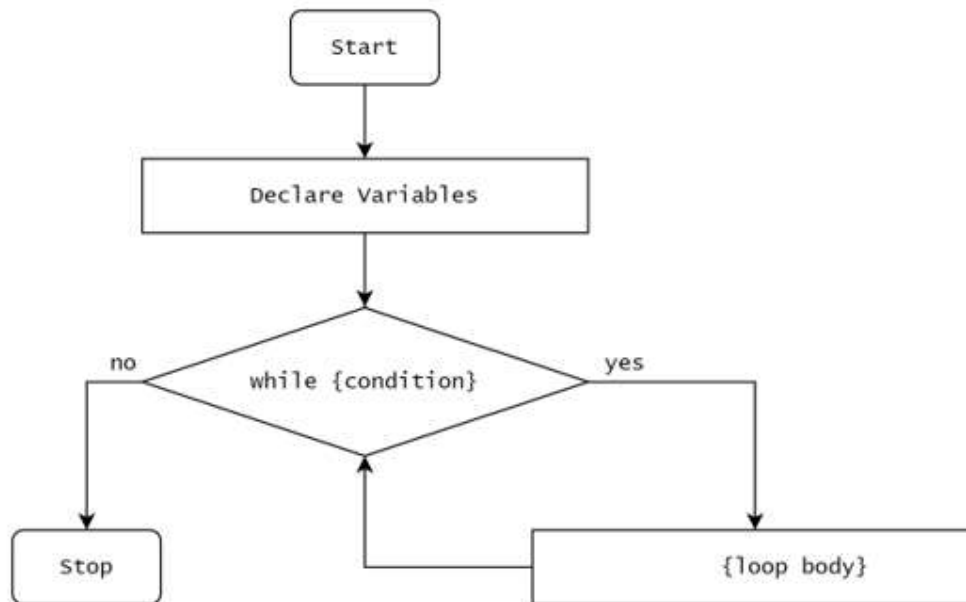 Start
Declare Variables
no
while {condition}
yes
Stop
{loop body}